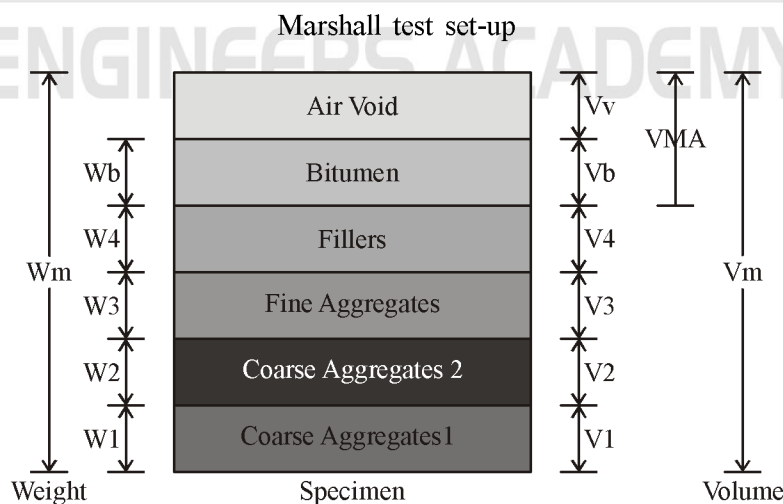 ENGINEERS ACADEMY
Marshall test set-up
Air Void Vv
VMA
Wb Bitumen Vb
W4 Fillers V4
Wm Vm
W3 Fine Aggregates V3
W2 Coarse Aggregates 2 V2
W1 Coarse Aggregates1 V1
Weight Specimen Volume